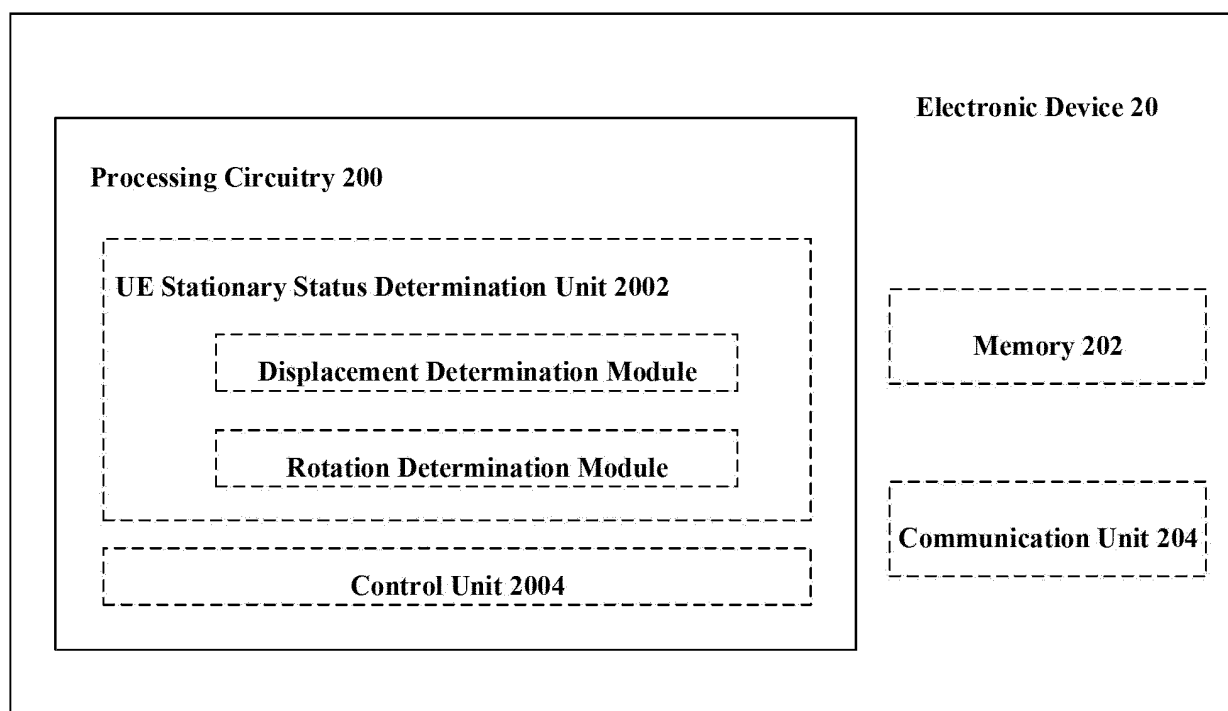 Electronic Device 20
Processing Circuitry 200
UE Stationary Status Determination Unit 2002
Displacement Determination Module
Memory 202
Rotation Determination Module
Communication Unit 204
Control Unit 2004